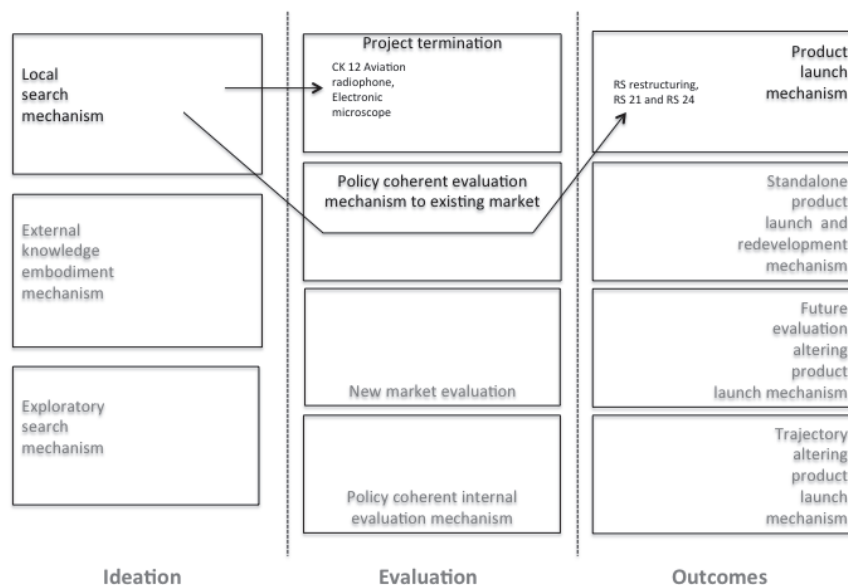 Local
search
mechanism
External
knowledge
embodiment
mechanism
Exploratory
search
mechanism
Ideation
Project termination
CK 12 Aviation
radiophone,
Electronic
microscope
Policy coherent evaluation
mechanism to existing market
New market evaluation
Policy coherent internal
evaluation mechanism
Evaluation
Product
launch
mechanism
RS restructuring,
RS 21 and RS 24
Standalone
product
launch and
redevelopment
mechanism
Future
evaluation
altering
product
launch mechanism
Trajectory
altering
product
launch
mechanism
Outcomes